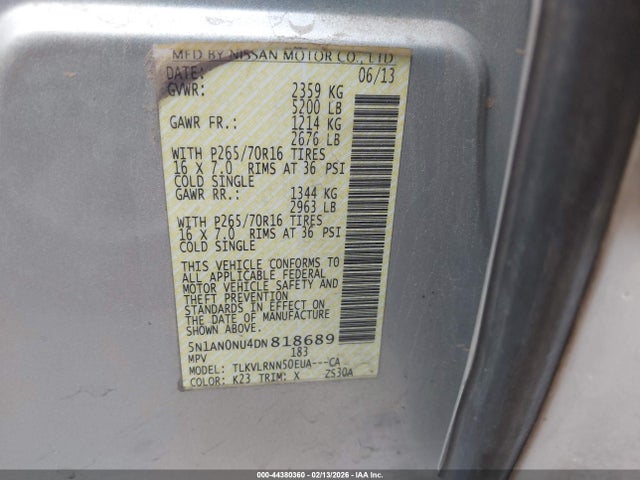 MFD BY NISSAN MOTOR CO., LTD.
DATE: 06/13
GVWR: 2359 KG
5200 LB
GAWR FR.: 1214 KG
2676 LB
WITH P265/70R16 TIRES
16 X 7.0 RIMS AT 36 PSI
COLD SINGLE
GAWR RR.: 1344 KG
2963 LB
WITH P265/70R16 TIRES
16 X 7.0 RIMS AT 36 PSI
COLD SINGLE
THIS VEHICLE CONFORMS TO
ALL APPLICABLE FEDERAL
MOTOR VEHICLE SAFETY AND
THEFT PREVENTION
STANDARDS IN EFFECT ON
THE DATE OF MANUFACTURE
SHOWN ABOVE.
5N1AN0NU4DN818689
MPV 183
MODEL: TLKVLRNN50EUA---CA
COLOR: K23 TRIM: X ZS30A
000-44380360 - 02/13/2026 - IAA Inc.